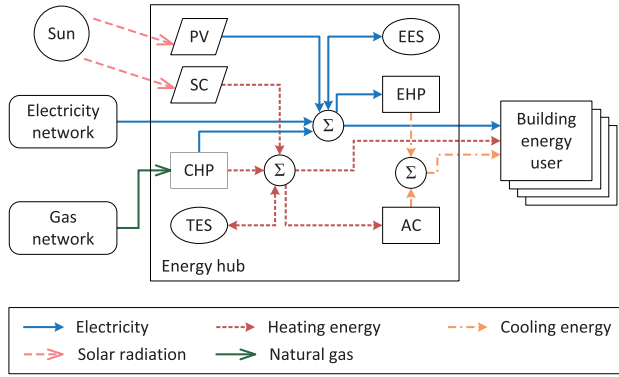 Sun
PV
EES
SC
EHP
Electricity
network
Σ
Building
energy
user
CHP
Σ
Σ
Gas
network
TES
AC
Energy hub
Electricity
Heating energy
Cooling energy
Solar radiation
Natural gas